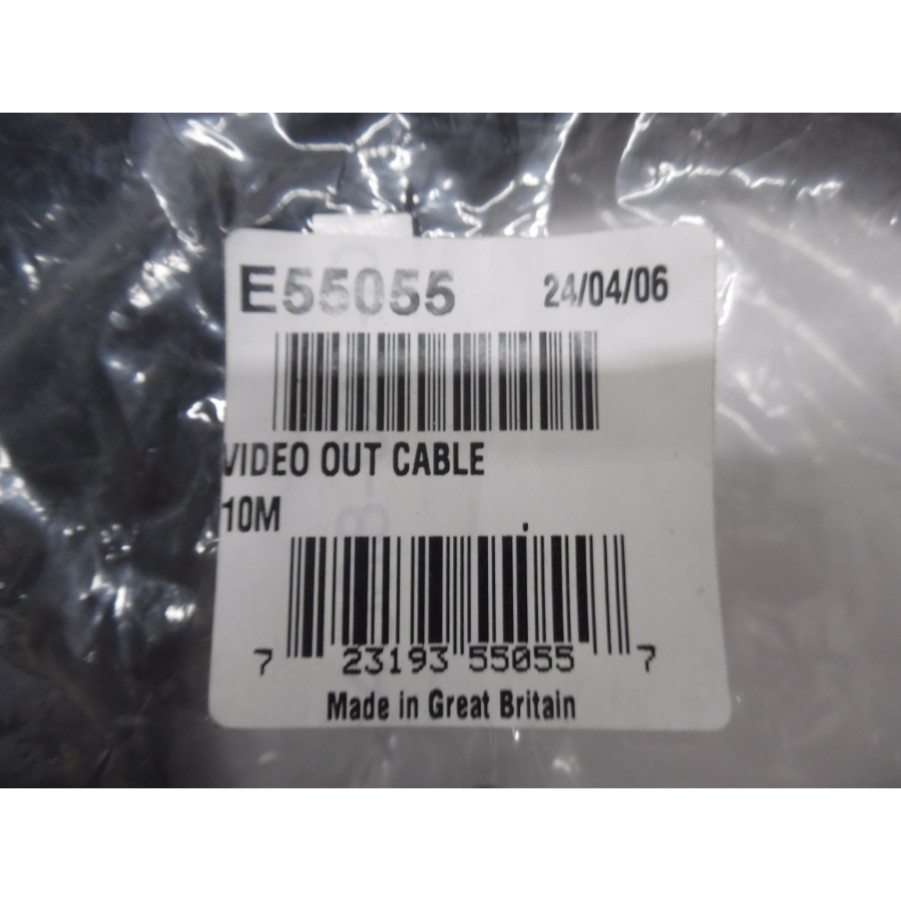 E55055 24/04/06
VIDEO OUT CABLE
10M
7 23193 55055 7
Made in Great Britain